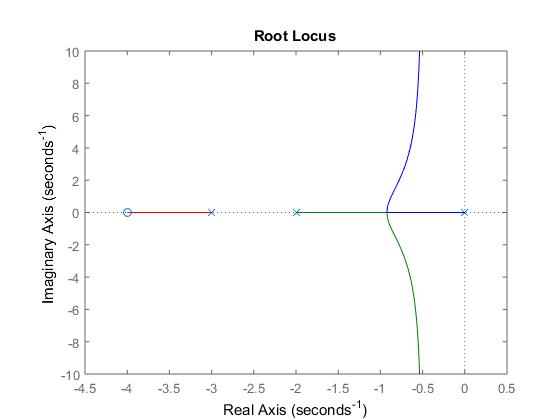 Root Locus
10
8
6
4
2
0
-2
-4
-6
-8
-10
Imaginary Axis (seconds⁻¹)
-4.5 -4 -3.5 -3 -2.5 -2 -1.5 -1 -0.5 0 0.5
Real Axis (seconds⁻¹)